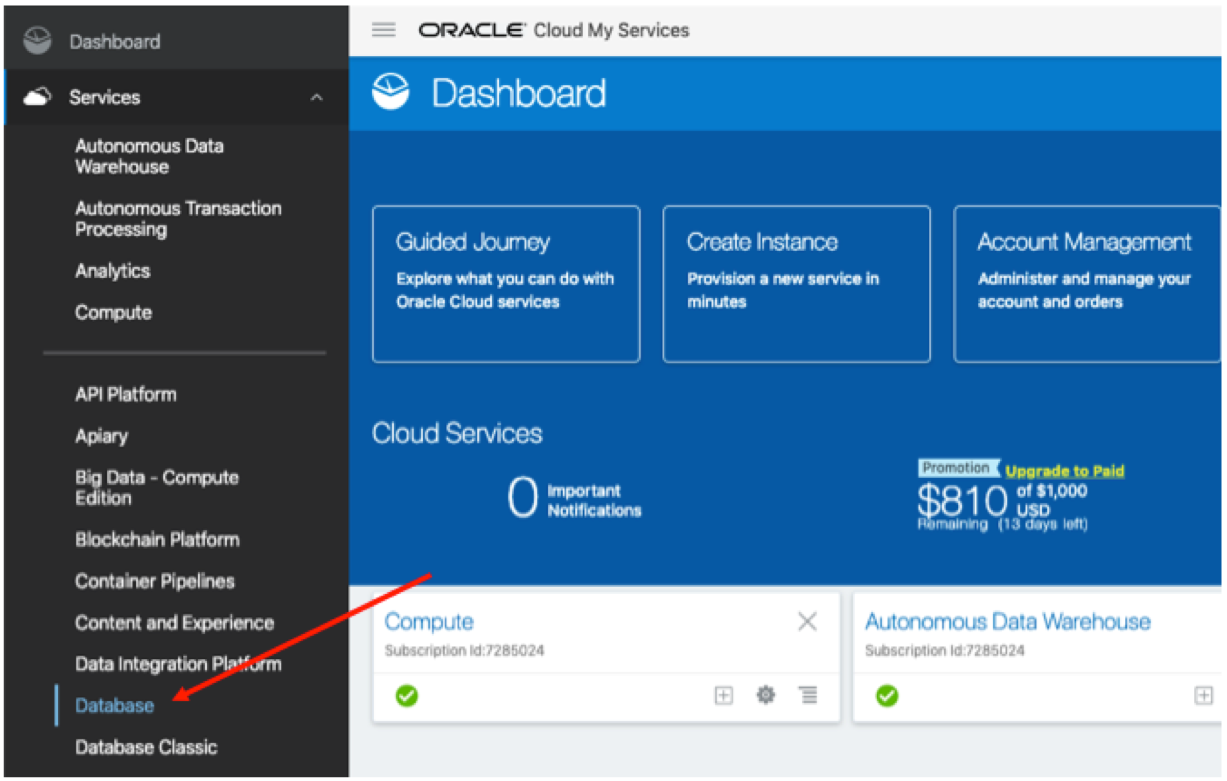 Dashboard
Services
Autonomous Data
Warehouse
Autonomous Transaction
Processing
Analytics
Compute
API Platform
Apiary
Big Data - Compute
Edition
Blockchain Platform
Container Pipelines
Content and Experience
Data Integration Platform
Database
Database Classic
ORACLE® Cloud My Services
Dashboard
Guided Journey
Explore what you can do with
Oracle Cloud services
Create Instance
Provision a new service in
minutes
Account Management
Administer and manage your
account and orders
Cloud Services
0 Important
Notifications
Promotion Upgrade to Paid
$810 of $1,000
USD
Remaining (13 days left)
Compute
Subscription Id:7285024
Autonomous Data Warehouse
Subscription Id:7285024